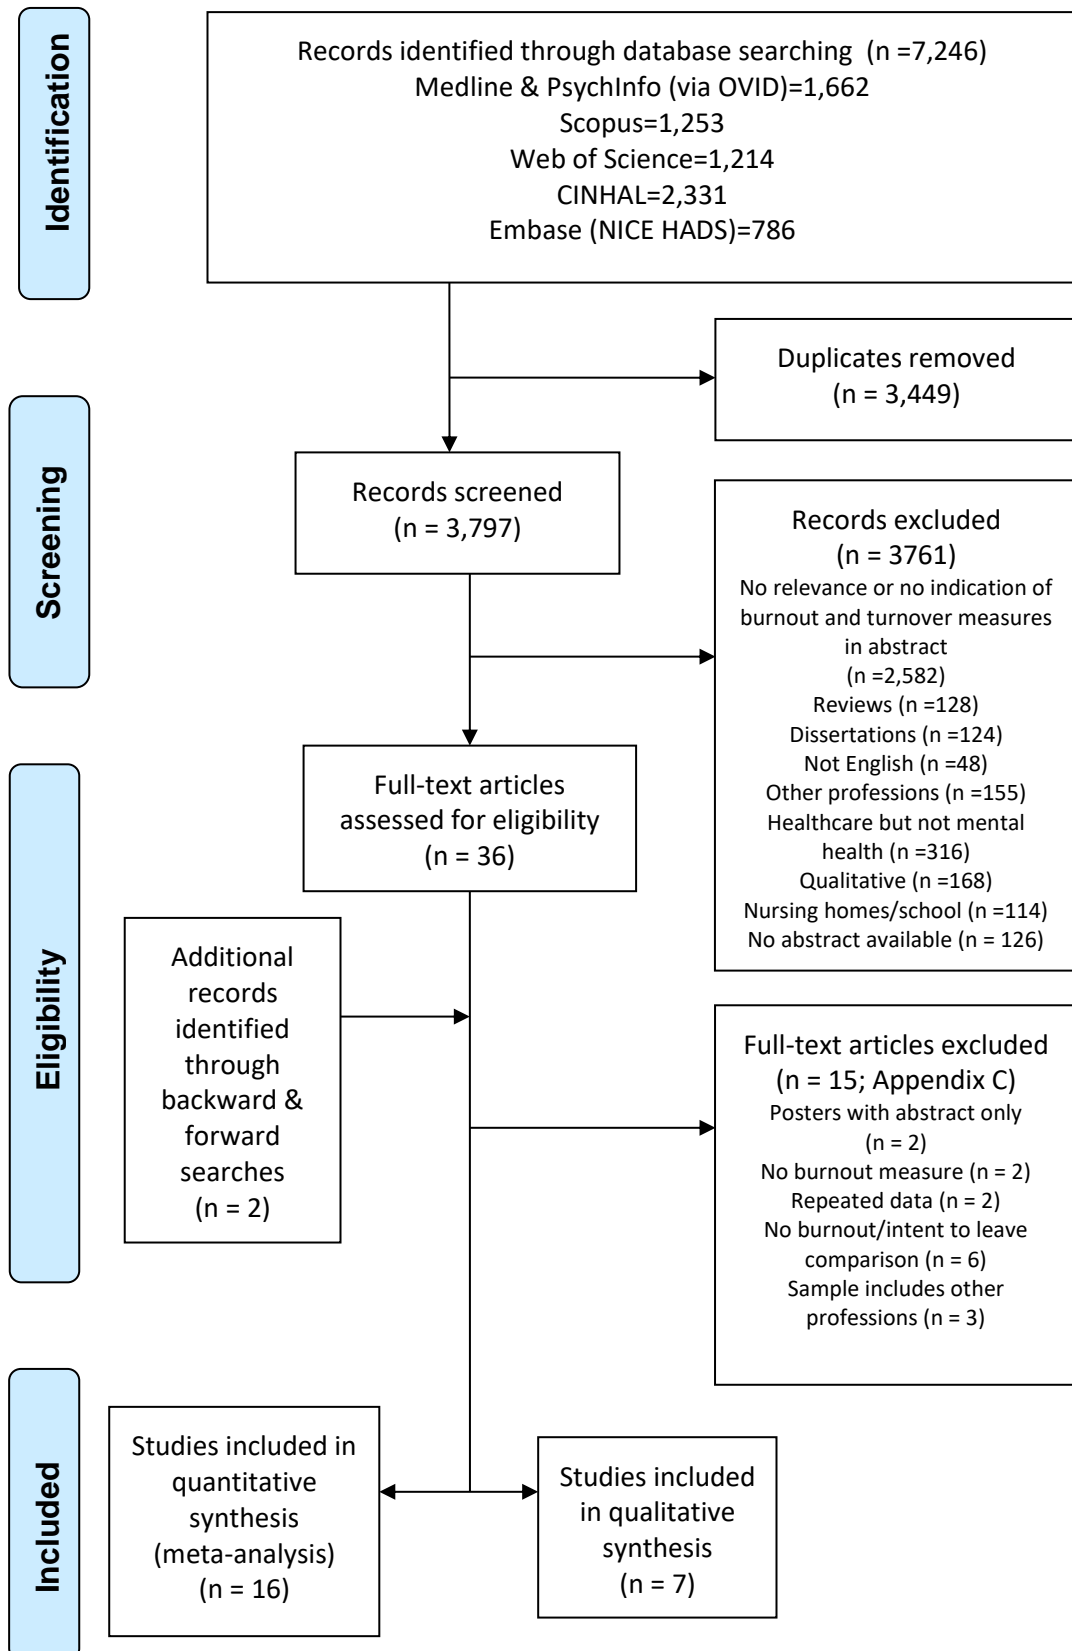 Identification
Records identified through database searching (n =7,246)
Medline & PsychInfo (via OVID)=1,662
Scopus=1,253
Web of Science=1,214
CINHAL=2,331
Embase (NICE HADS)=786
Duplicates removed
(n = 3,449)
Screening
Records screened
(n = 3,797)
Records excluded
(n = 3761)
No relevance or no indication of
burnout and turnover measures
in abstract
(n =2,582)
Reviews (n =128)
Dissertations (n =124)
Not English (n =48)
Other professions (n =155)
Healthcare but not mental
health (n =316)
Qualitative (n =168)
Nursing homes/school (n =114)
No abstract available (n = 126)
Eligibility
Full-text articles
assessed for eligibility
(n = 36)
Additional
records
identified
through
backward &
forward
searches
(n = 2)
Full-text articles excluded
(n = 15; Appendix C)
Posters with abstract only
(n = 2)
No burnout measure (n = 2)
Repeated data (n = 2)
No burnout/intent to leave
comparison (n = 6)
Sample includes other
professions (n = 3)
Included
Studies included in
quantitative
synthesis
(meta-analysis)
(n = 16)
Studies included
in qualitative
synthesis
(n = 7)